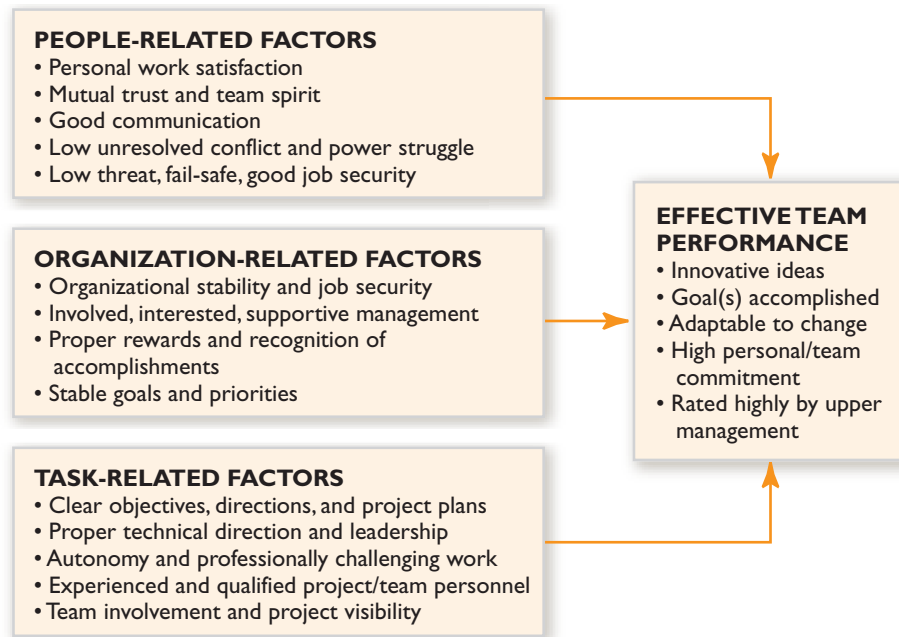 PEOPLE-RELATED FACTORS
• Personal work satisfaction
• Mutual trust and team spirit
• Good communication
• Low unresolved conflict and power struggle
• Low threat, fail-safe, good job security
ORGANIZATION-RELATED FACTORS
• Organizational stability and job security
• Involved, interested, supportive management
• Proper rewards and recognition of
accomplishments
• Stable goals and priorities
TASK-RELATED FACTORS
• Clear objectives, directions, and project plans
• Proper technical direction and leadership
• Autonomy and professionally challenging work
• Experienced and qualified project/team personnel
• Team involvement and project visibility
EFFECTIVE TEAM
PERFORMANCE
• Innovative ideas
• Goal(s) accomplished
• Adaptable to change
• High personal/team
commitment
• Rated highly by upper
management